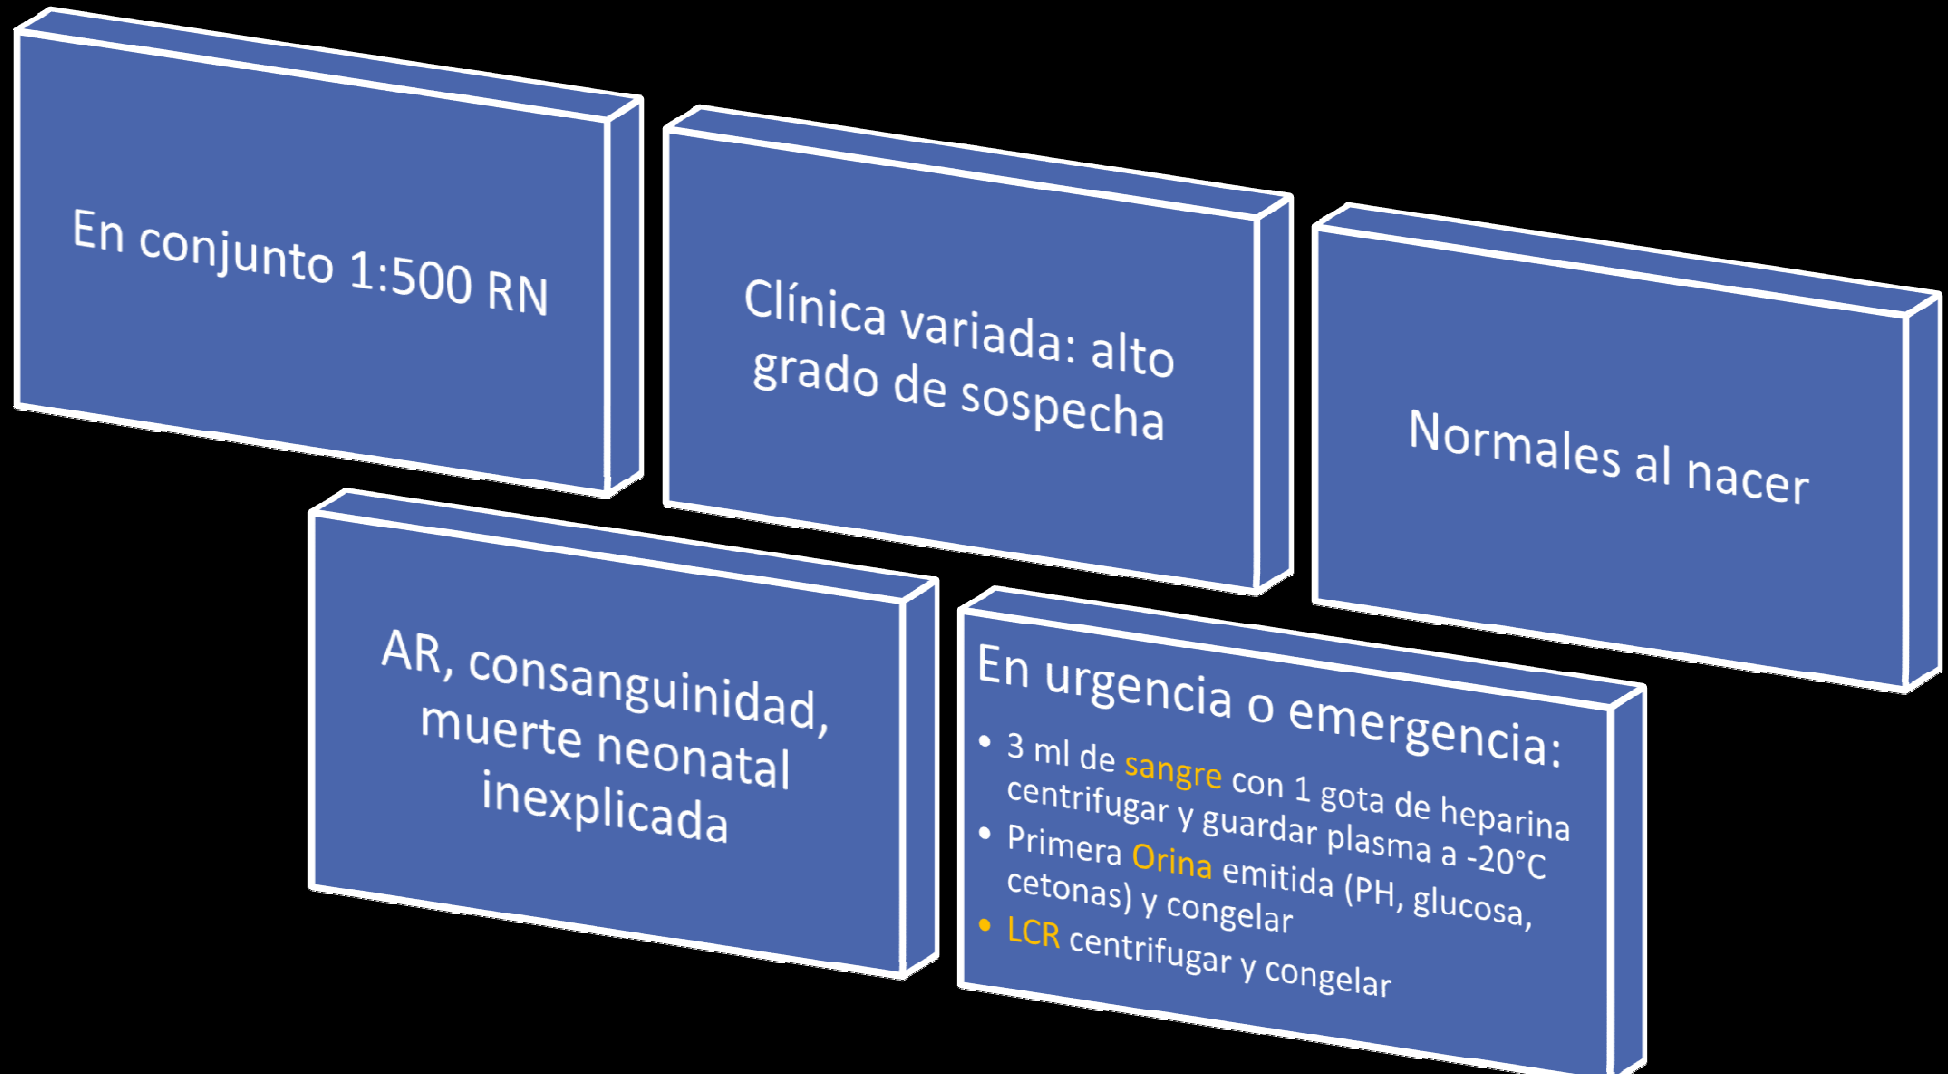 En conjunto 1:500 RN
Clínica variada: alto
grado de sospecha
Normales al nacer
AR, consanguinidad,
muerte neonatal
inexplicada
En urgencia o emergencia:
• 3 ml de sangre con 1 gota de heparina
centrifugar y guardar plasma a -20°C
• Primera Orina emitida (PH, glucosa,
cetonas) y congelar
• LCR centrifugar y congelar